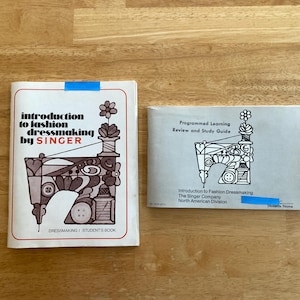 introduction
to fashion
dressmaking
by SINGER
DRESSMAKING I STUDENT'S BOOK
Programmed Learning
Review and Study Guide
Introduction to Fashion Dressmaking
The Singer Company
North American Division